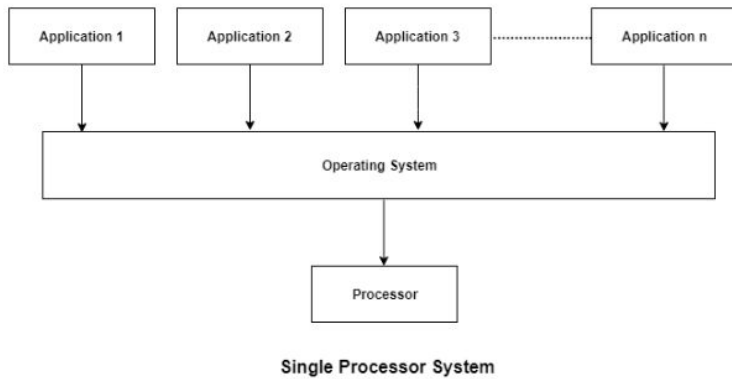 Application 1
Application 2
Application 3
Application n
Operating System
Processor
Single Processor System